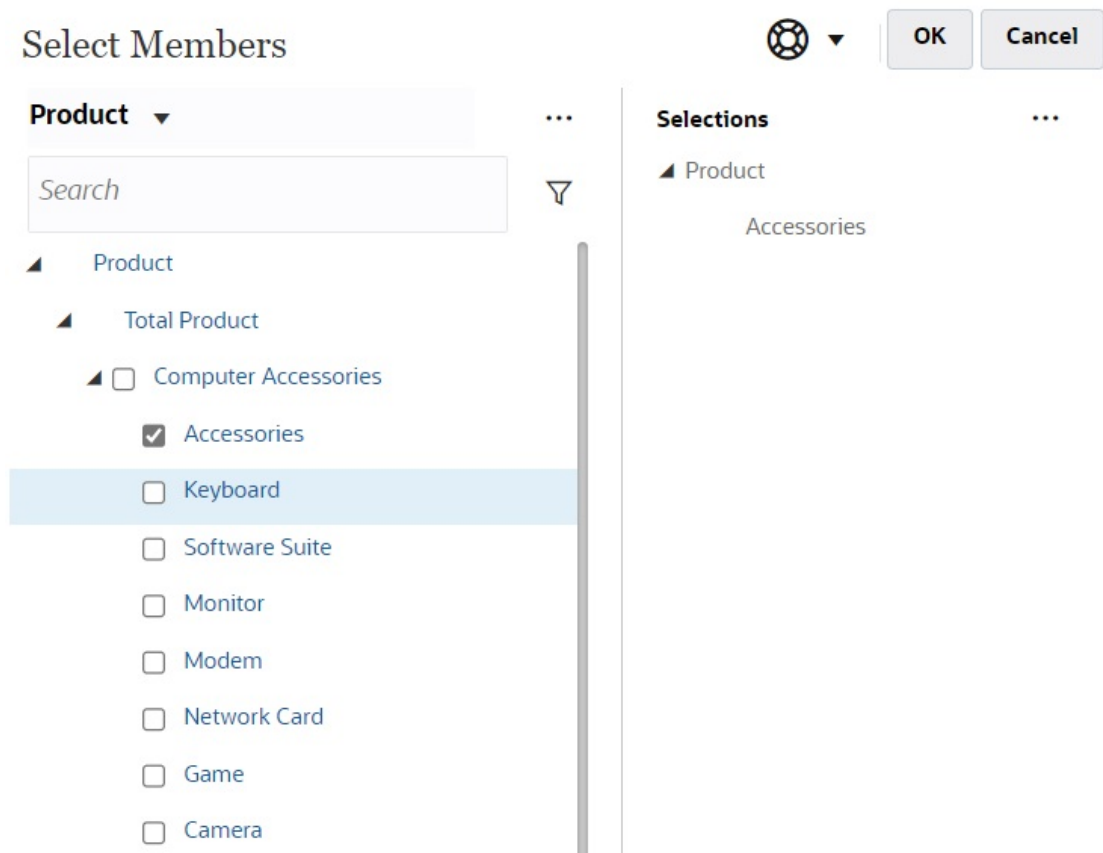 Select Members
OK
Cancel
Product
...
Search
Selections
...
Product
Accessories
Product
Total Product
Computer Accessories
Accessories
Keyboard
Software Suite
Monitor
Modem
Network Card
Game
Camera